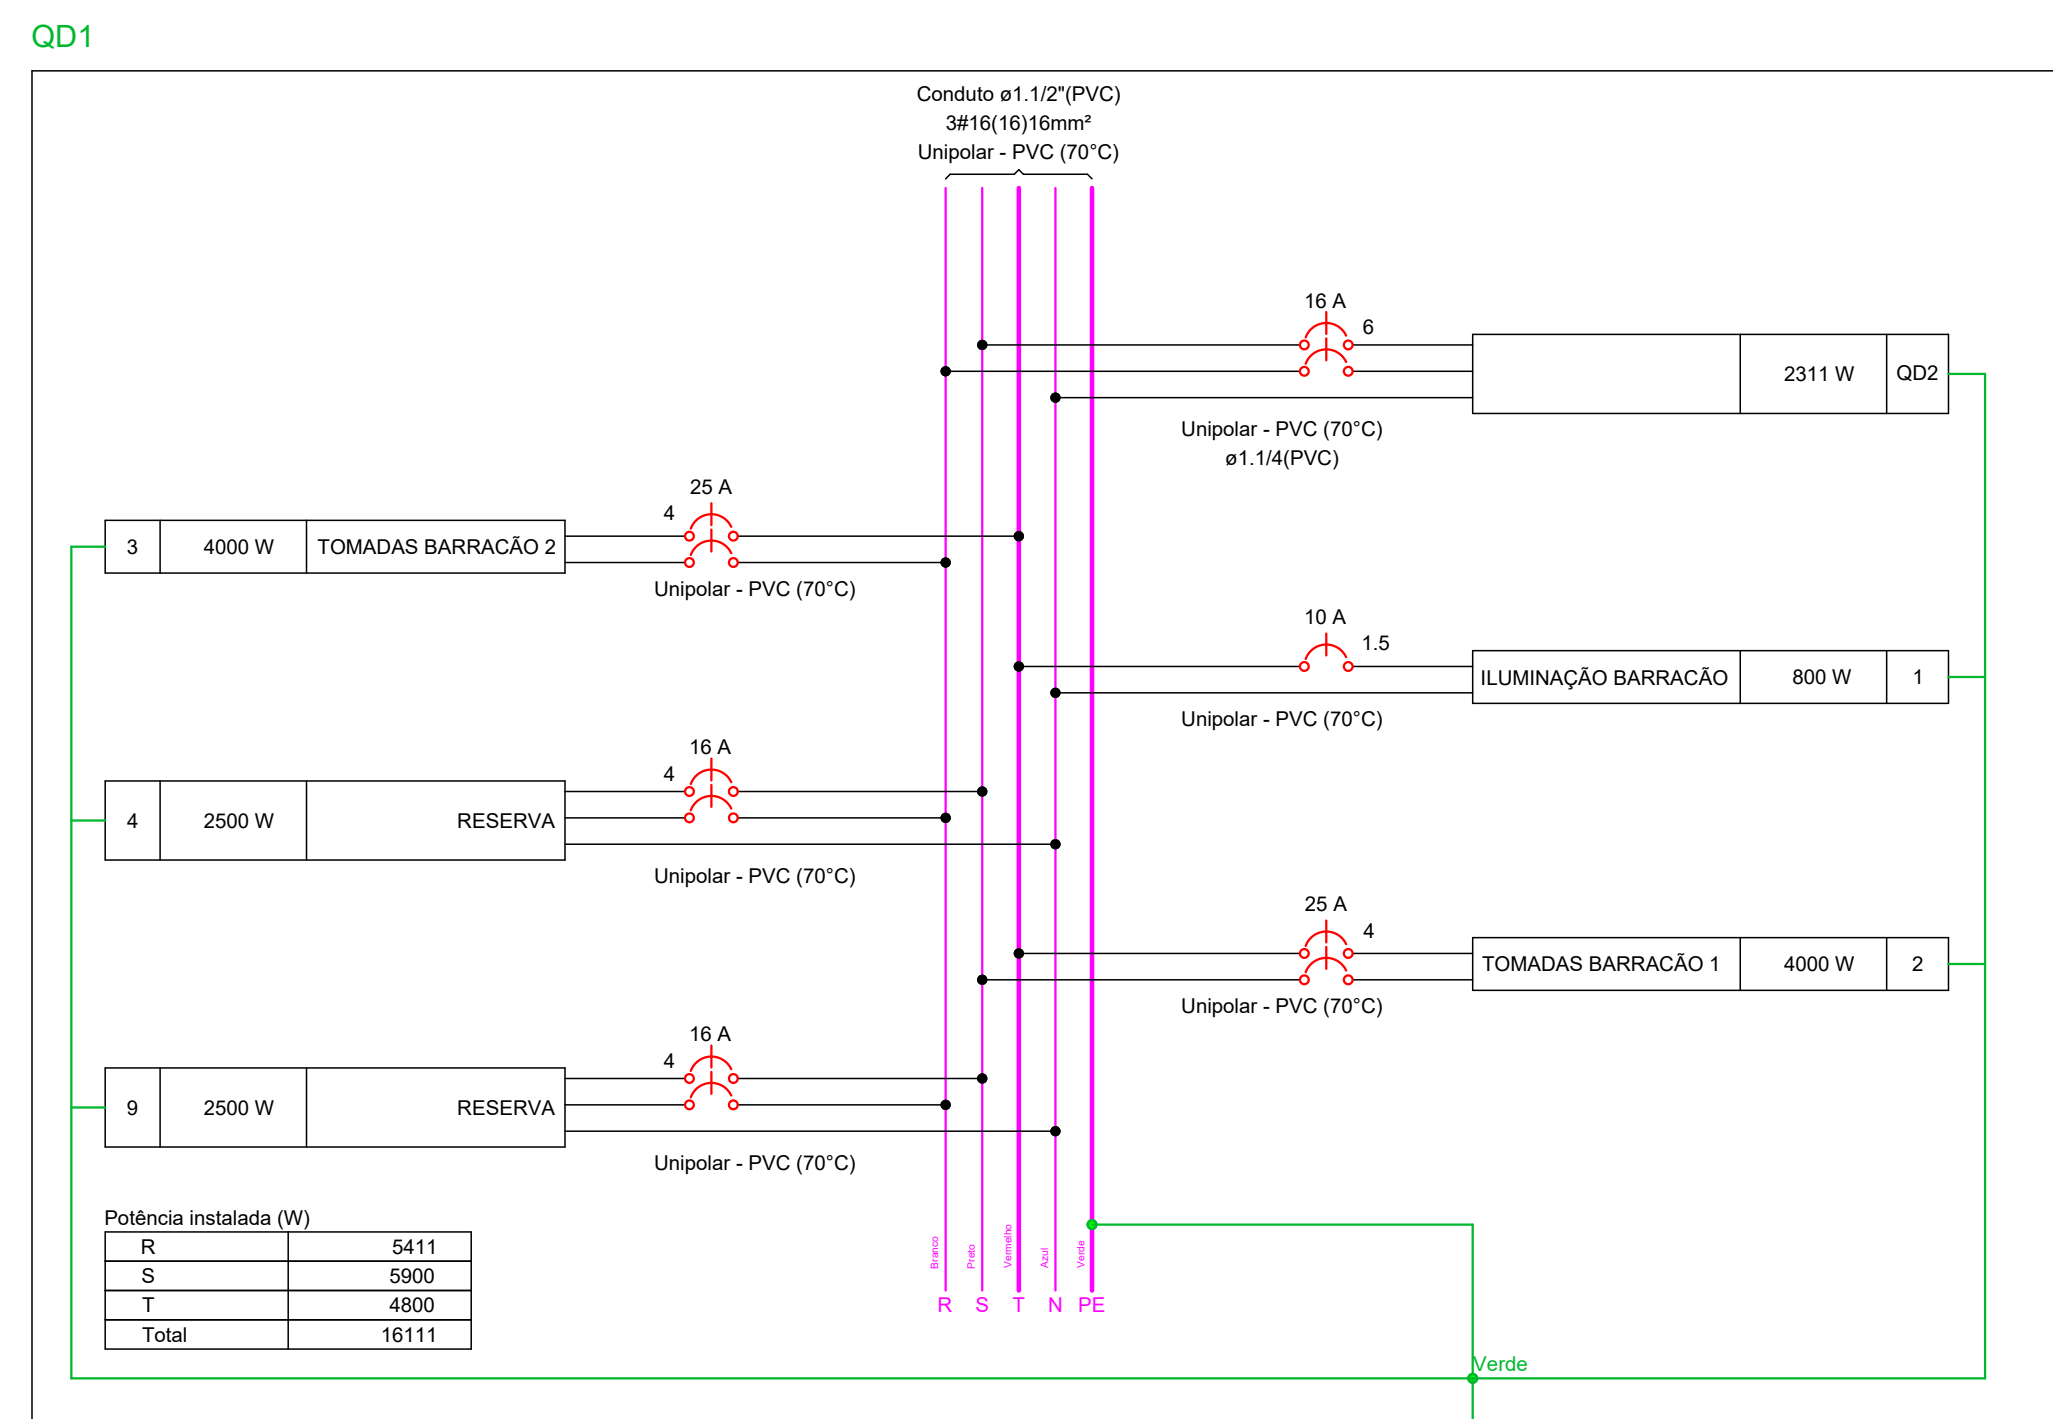 QD1
Conduto ø1.1/2"(PVC)
3#16(16)16mm²
Unipolar - PVC (70°C)
16 A
6
2311 W
QD2
Unipolar - PVC (70°C)
ø1.1/4(PVC)
25 A
4
3
4000 W
TOMADAS BARRACÃO 2
Unipolar - PVC (70°C)
10 A
1.5
ILUMINAÇÃO BARRACÃO
800 W
1
Unipolar - PVC (70°C)
16 A
4
4
2500 W
RESERVA
Unipolar - PVC (70°C)
25 A
4
TOMADAS BARRACÃO 1
4000 W
2
Unipolar - PVC (70°C)
16 A
4
9
2500 W
RESERVA
Unipolar - PVC (70°C)
Potência instalada (W)
R 5411
S 5900
T 4800
Total 16111
Branco
Preto
Vermelho
Azul
Verde
R S T N PE
Verde